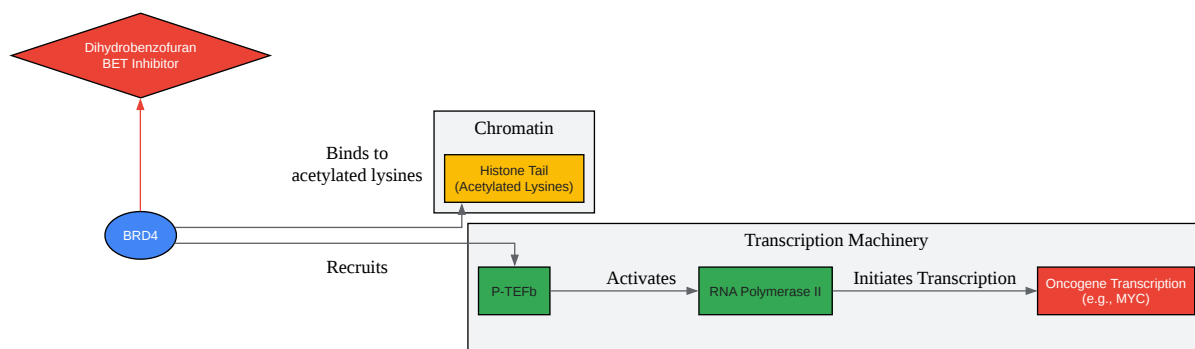 Dihydrobenzofuran
BET Inhibitor
Chromatin
Binds to
acetylated lysines
Histone Tail
(Acetylated Lysines)
BRD4
Recruits
Transcription Machinery
P-TEFb
Activates
RNA Polymerase II
Initiates Transcription
Oncogene Transcription
(e.g., MYC)